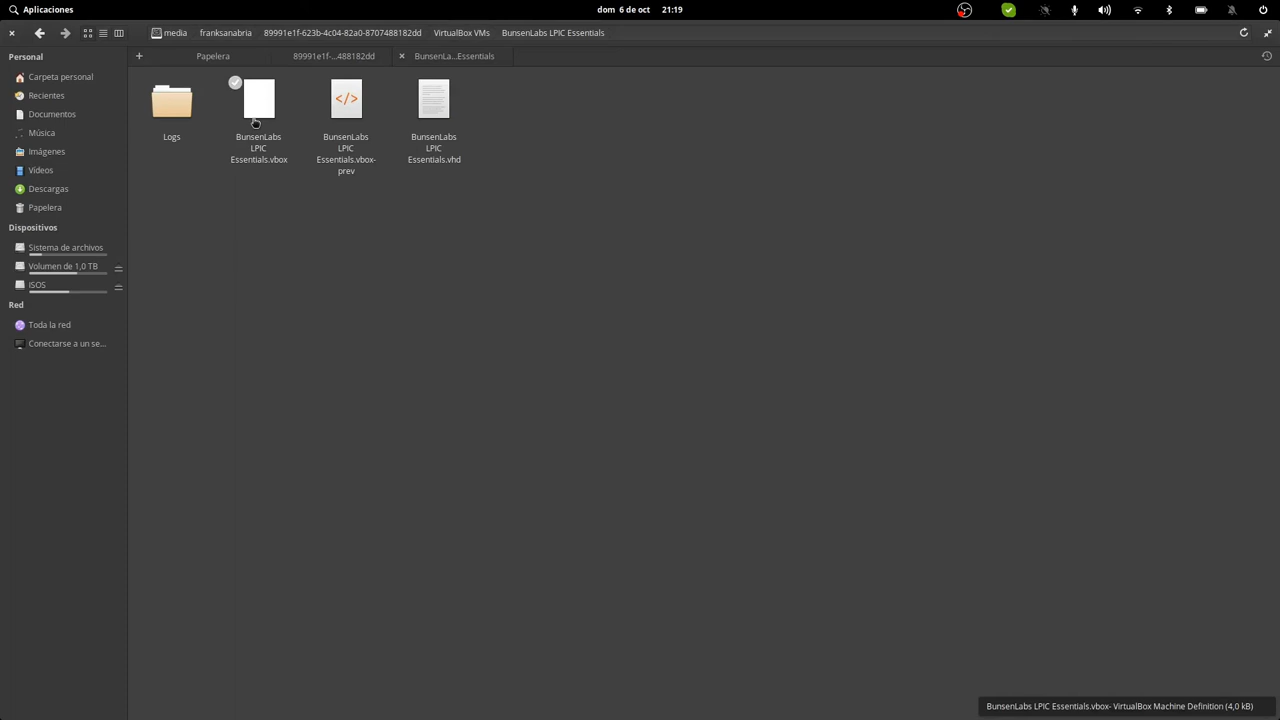 Aplicaciones
dom 6 de oct 21:19
media franksanabria 89991e1f-623b-4c04-82a0-8707488182dd VirtualBox VMs BunsenLabs LPIC Essentials
Personal
Papelera
89991e1f-...488182dd
BunsenLa...Essentials
Carpeta personal
Recientes
Documentos
Música
Imágenes
Vídeos
Descargas
Papelera
Dispositivos
Sistema de archivos
Volumen de 1,0 TB
ISOS
Red
Toda la red
Conectarse a un se...
Logs
BunsenLabs
LPIC
Essentials.vbox
BunsenLabs
LPIC
Essentials.vbox-
prev
BunsenLabs
LPIC
Essentials.vhd
BunsenLabs LPIC Essentials.vbox- VirtualBox Machine Definition (4,0 kB)